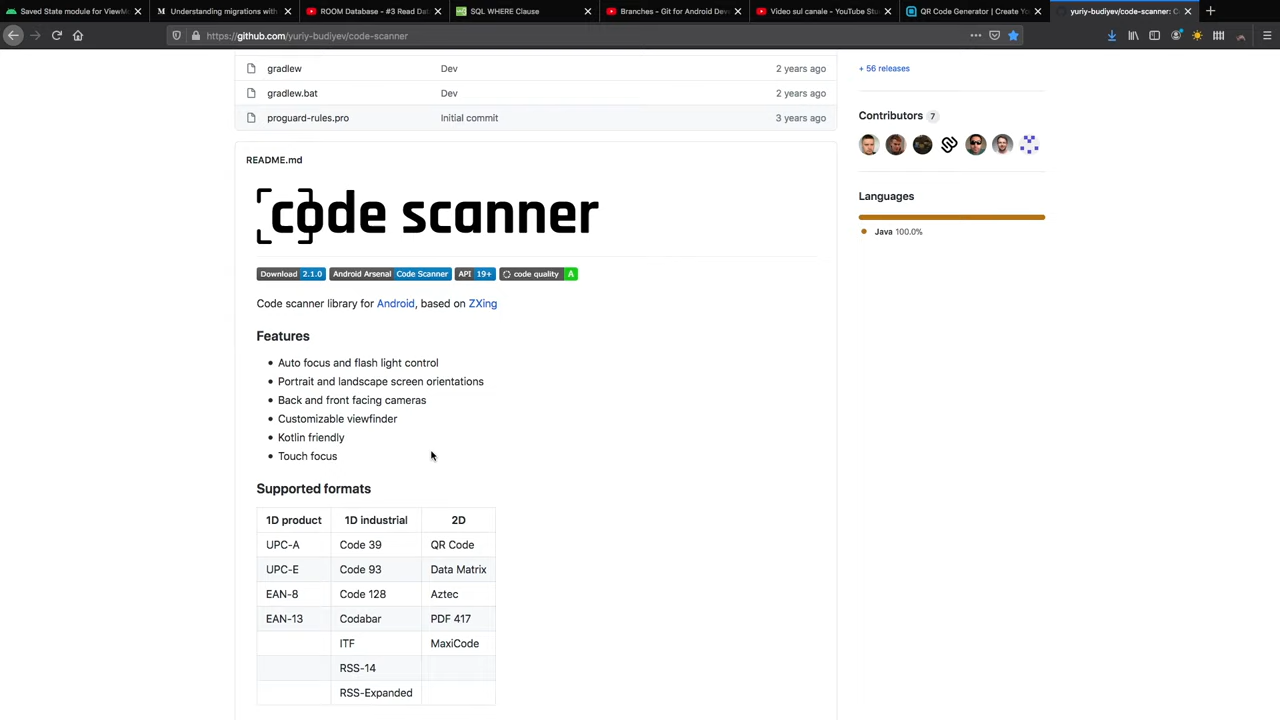 Saved State module for ViewM
Understanding migrations with
ROOM Database - #3 Read Dat
SQL WHERE Clause
Branches - Git for Android Dev
Video sul canale - YouTube Stu
QR Code Generator | Create Yo
yuriy-budiyev/code-scanner: C
https://github.com/yuriy-budiyev/code-scanner
gradlew Dev 2 years ago
gradlew.bat Dev 2 years ago
proguard-rules.pro Initial commit 3 years ago
+ 56 releases
Contributors 7
Languages
Java 100.0%
README.md
code scanner
Download 2.1.0 Android Arsenal Code Scanner API 19+ code quality A
Code scanner library for Android, based on ZXing
Features
Auto focus and flash light control
Portrait and landscape screen orientations
Back and front facing cameras
Customizable viewfinder
Kotlin friendly
Touch focus
Supported formats
1D product 1D industrial 2D
UPC-A Code 39 QR Code
UPC-E Code 93 Data Matrix
EAN-8 Code 128 Aztec
EAN-13 Codabar PDF 417
ITF MaxiCode
RSS-14
RSS-Expanded